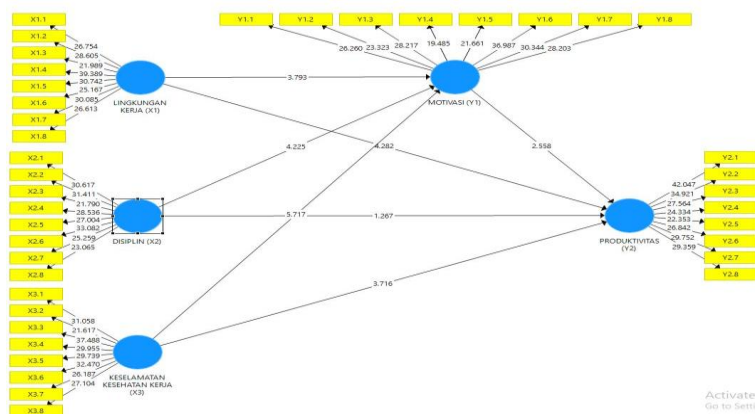 X1.1
X1.2
X1.3
X1.4
X1.5
X1.6
X1.7
X1.8
26.754
28.605
21.989
39.389
30.742
25.167
30.085
26.613
LINGKUNGAN
KERJA (X1)
Y1.1
Y1.2
Y1.3
Y1.4
Y1.5
Y1.6
Y1.7
Y1.8
26.260
23.323
28.217
19.485
21.661
36.987
30.344
28.203
MOTIVASI (Y1)
3.793
4.225
4.282
2.558
5.717
1.267
3.716
X2.1
X2.2
X2.3
X2.4
X2.5
X2.6
X2.7
X2.8
30.617
31.411
21.790
28.536
27.004
33.082
25.259
23.065
DISIPLIN (X2)
Y2.1
Y2.2
Y2.3
Y2.4
Y2.5
Y2.6
Y2.7
Y2.8
42.047
34.921
27.564
24.334
22.353
26.842
29.752
29.359
PRODUKTIVITAS
(Y2)
X3.1
X3.2
X3.3
X3.4
X3.5
X3.6
X3.7
X3.8
31.058
21.617
37.488
29.955
29.739
32.470
26.187
27.104
KESELAMATAN
KESEHATAN KERJA
(X3)
Activate
Go to Setti